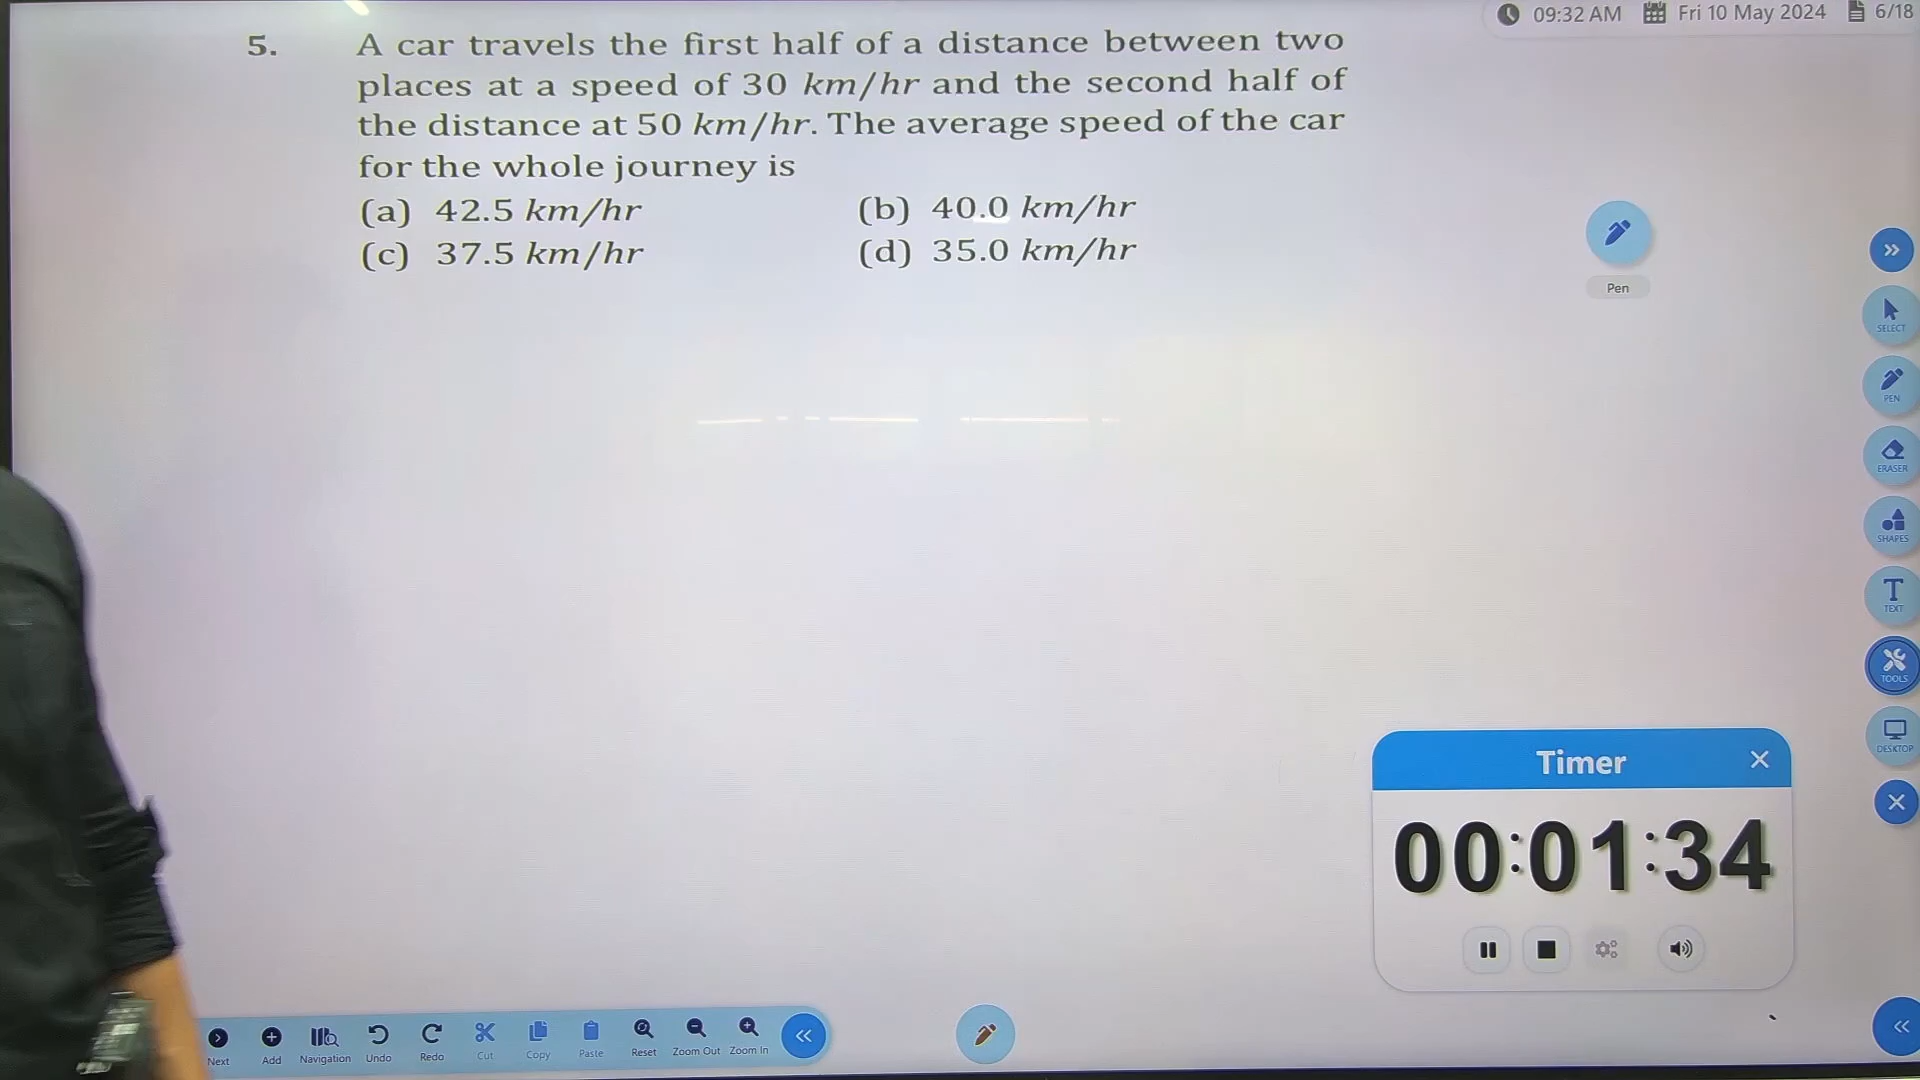 09:32 AM Fri 10 May 2024 6/18
5. A car travels the first half of a distance between two
places at a speed of 30 km/hr and the second half of
the distance at 50 km/hr. The average speed of the car
for the whole journey is
(a) 42.5 km/hr (b) 40.0 km/hr
(c) 37.5 km/hr (d) 35.0 km/hr
Pen
SELECT
PEN
ERASER
SHAPES
T
TEXT
TOOLS
DESKTOP
Timer
00:01:34
Next Add Navigation Undo Redo Cut Copy Paste Reset Zoom Out Zoom In